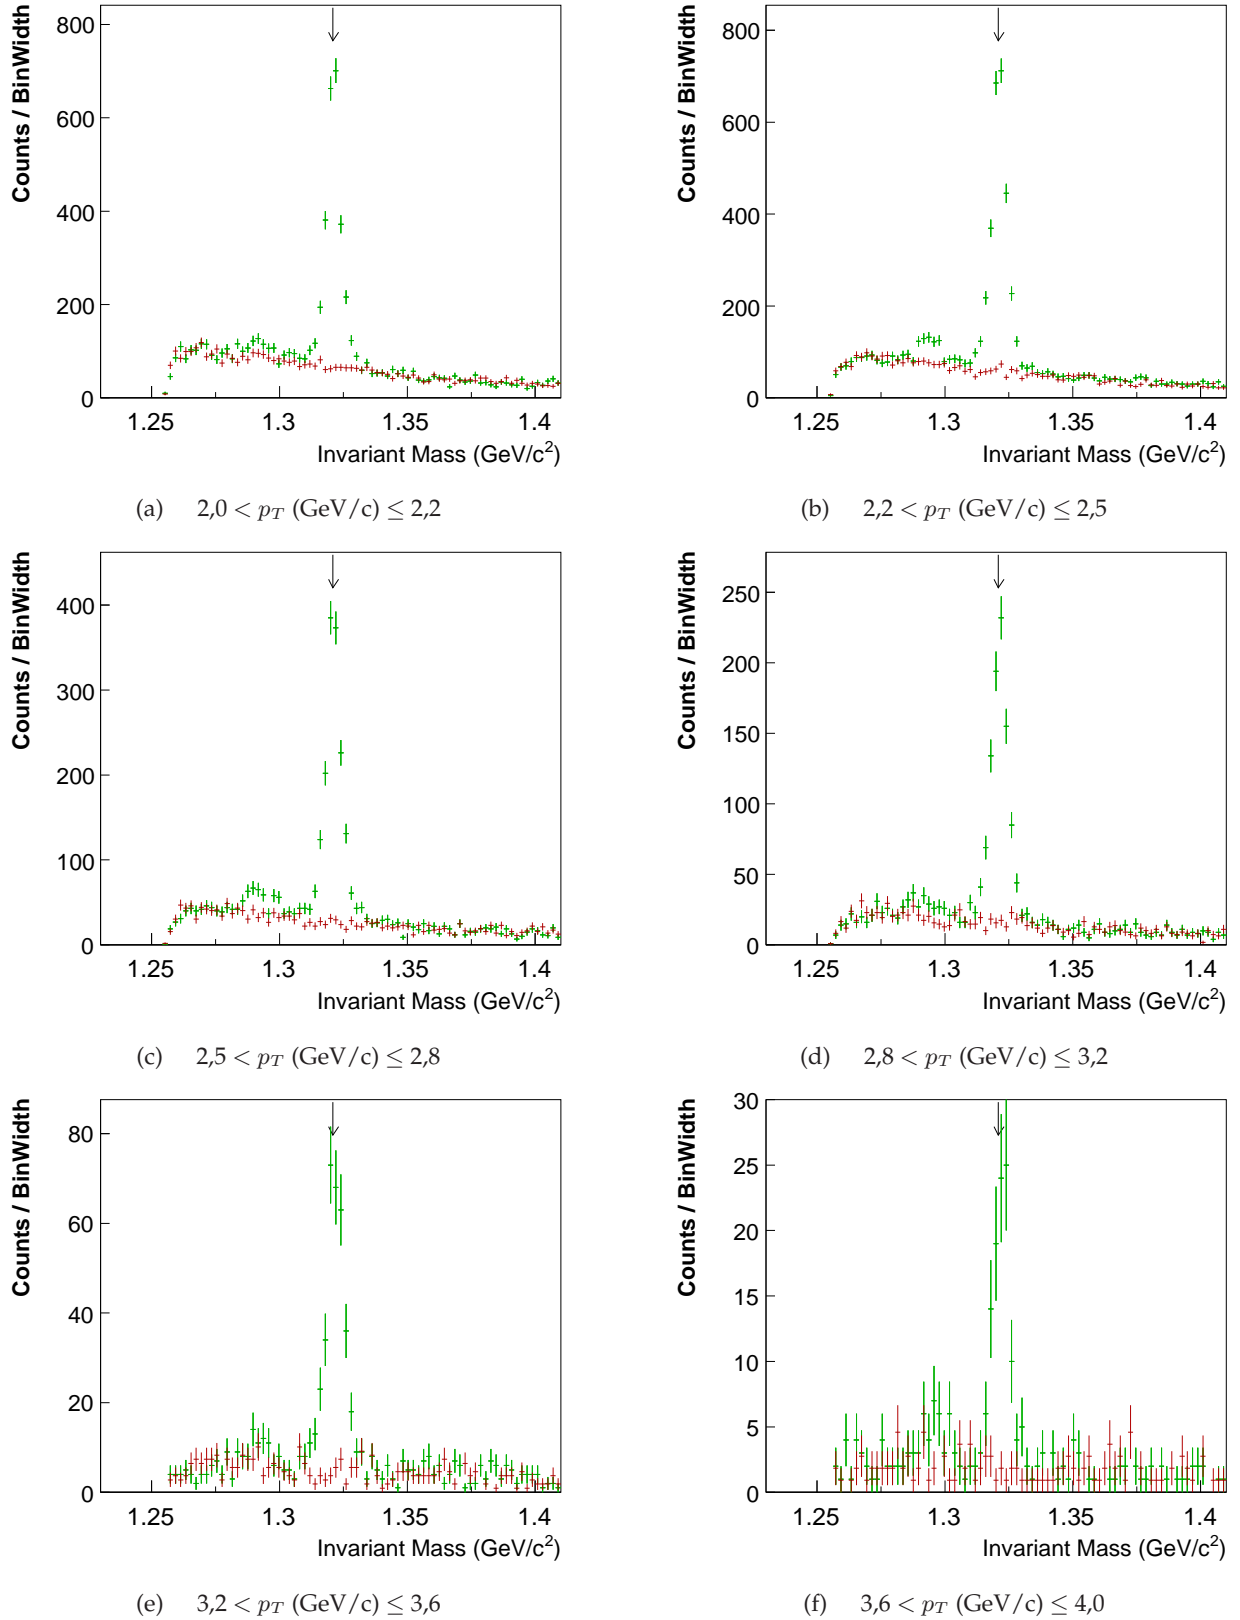 Counts / BinWidth
800
600
400
200
0
1.25 1.3 1.35 1.4
Invariant Mass (GeV/c²)
(a) 2,0 < p_T (GeV/c) ≤ 2,2
Counts / BinWidth
800
600
400
200
0
1.25 1.3 1.35 1.4
Invariant Mass (GeV/c²)
(b) 2,2 < p_T (GeV/c) ≤ 2,5
Counts / BinWidth
400
300
200
100
0
1.25 1.3 1.35 1.4
Invariant Mass (GeV/c²)
(c) 2,5 < p_T (GeV/c) ≤ 2,8
Counts / BinWidth
250
200
150
100
50
0
1.25 1.3 1.35 1.4
Invariant Mass (GeV/c²)
(d) 2,8 < p_T (GeV/c) ≤ 3,2
Counts / BinWidth
80
60
40
20
0
1.25 1.3 1.35 1.4
Invariant Mass (GeV/c²)
(e) 3,2 < p_T (GeV/c) ≤ 3,6
Counts / BinWidth
30
25
20
15
10
5
0
1.25 1.3 1.35 1.4
Invariant Mass (GeV/c²)
(f) 3,6 < p_T (GeV/c) ≤ 4,0